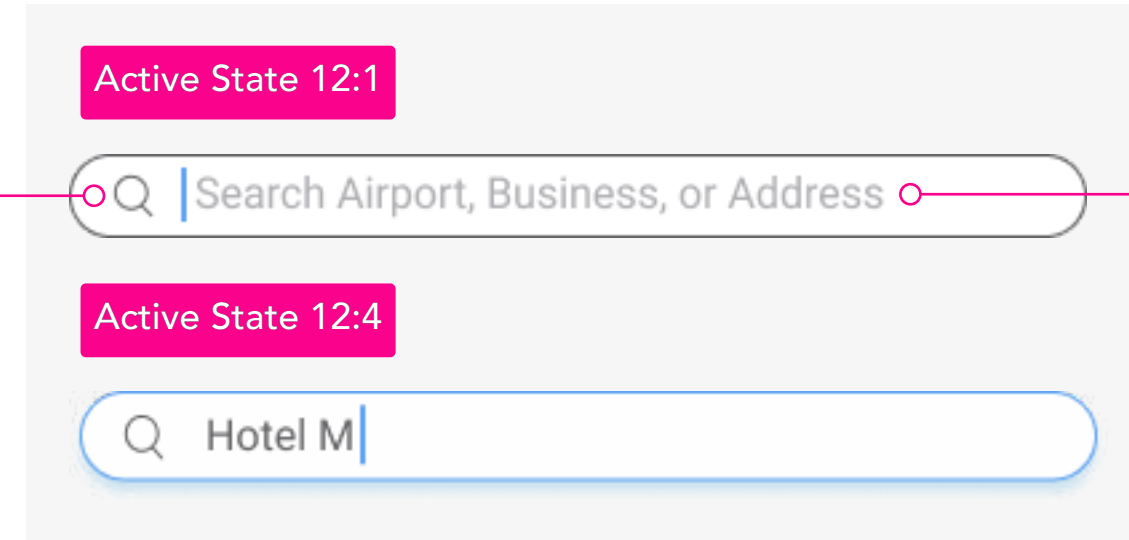 Active State 12:1
Search Airport, Business, or Address
Active State 12:4
Hotel M